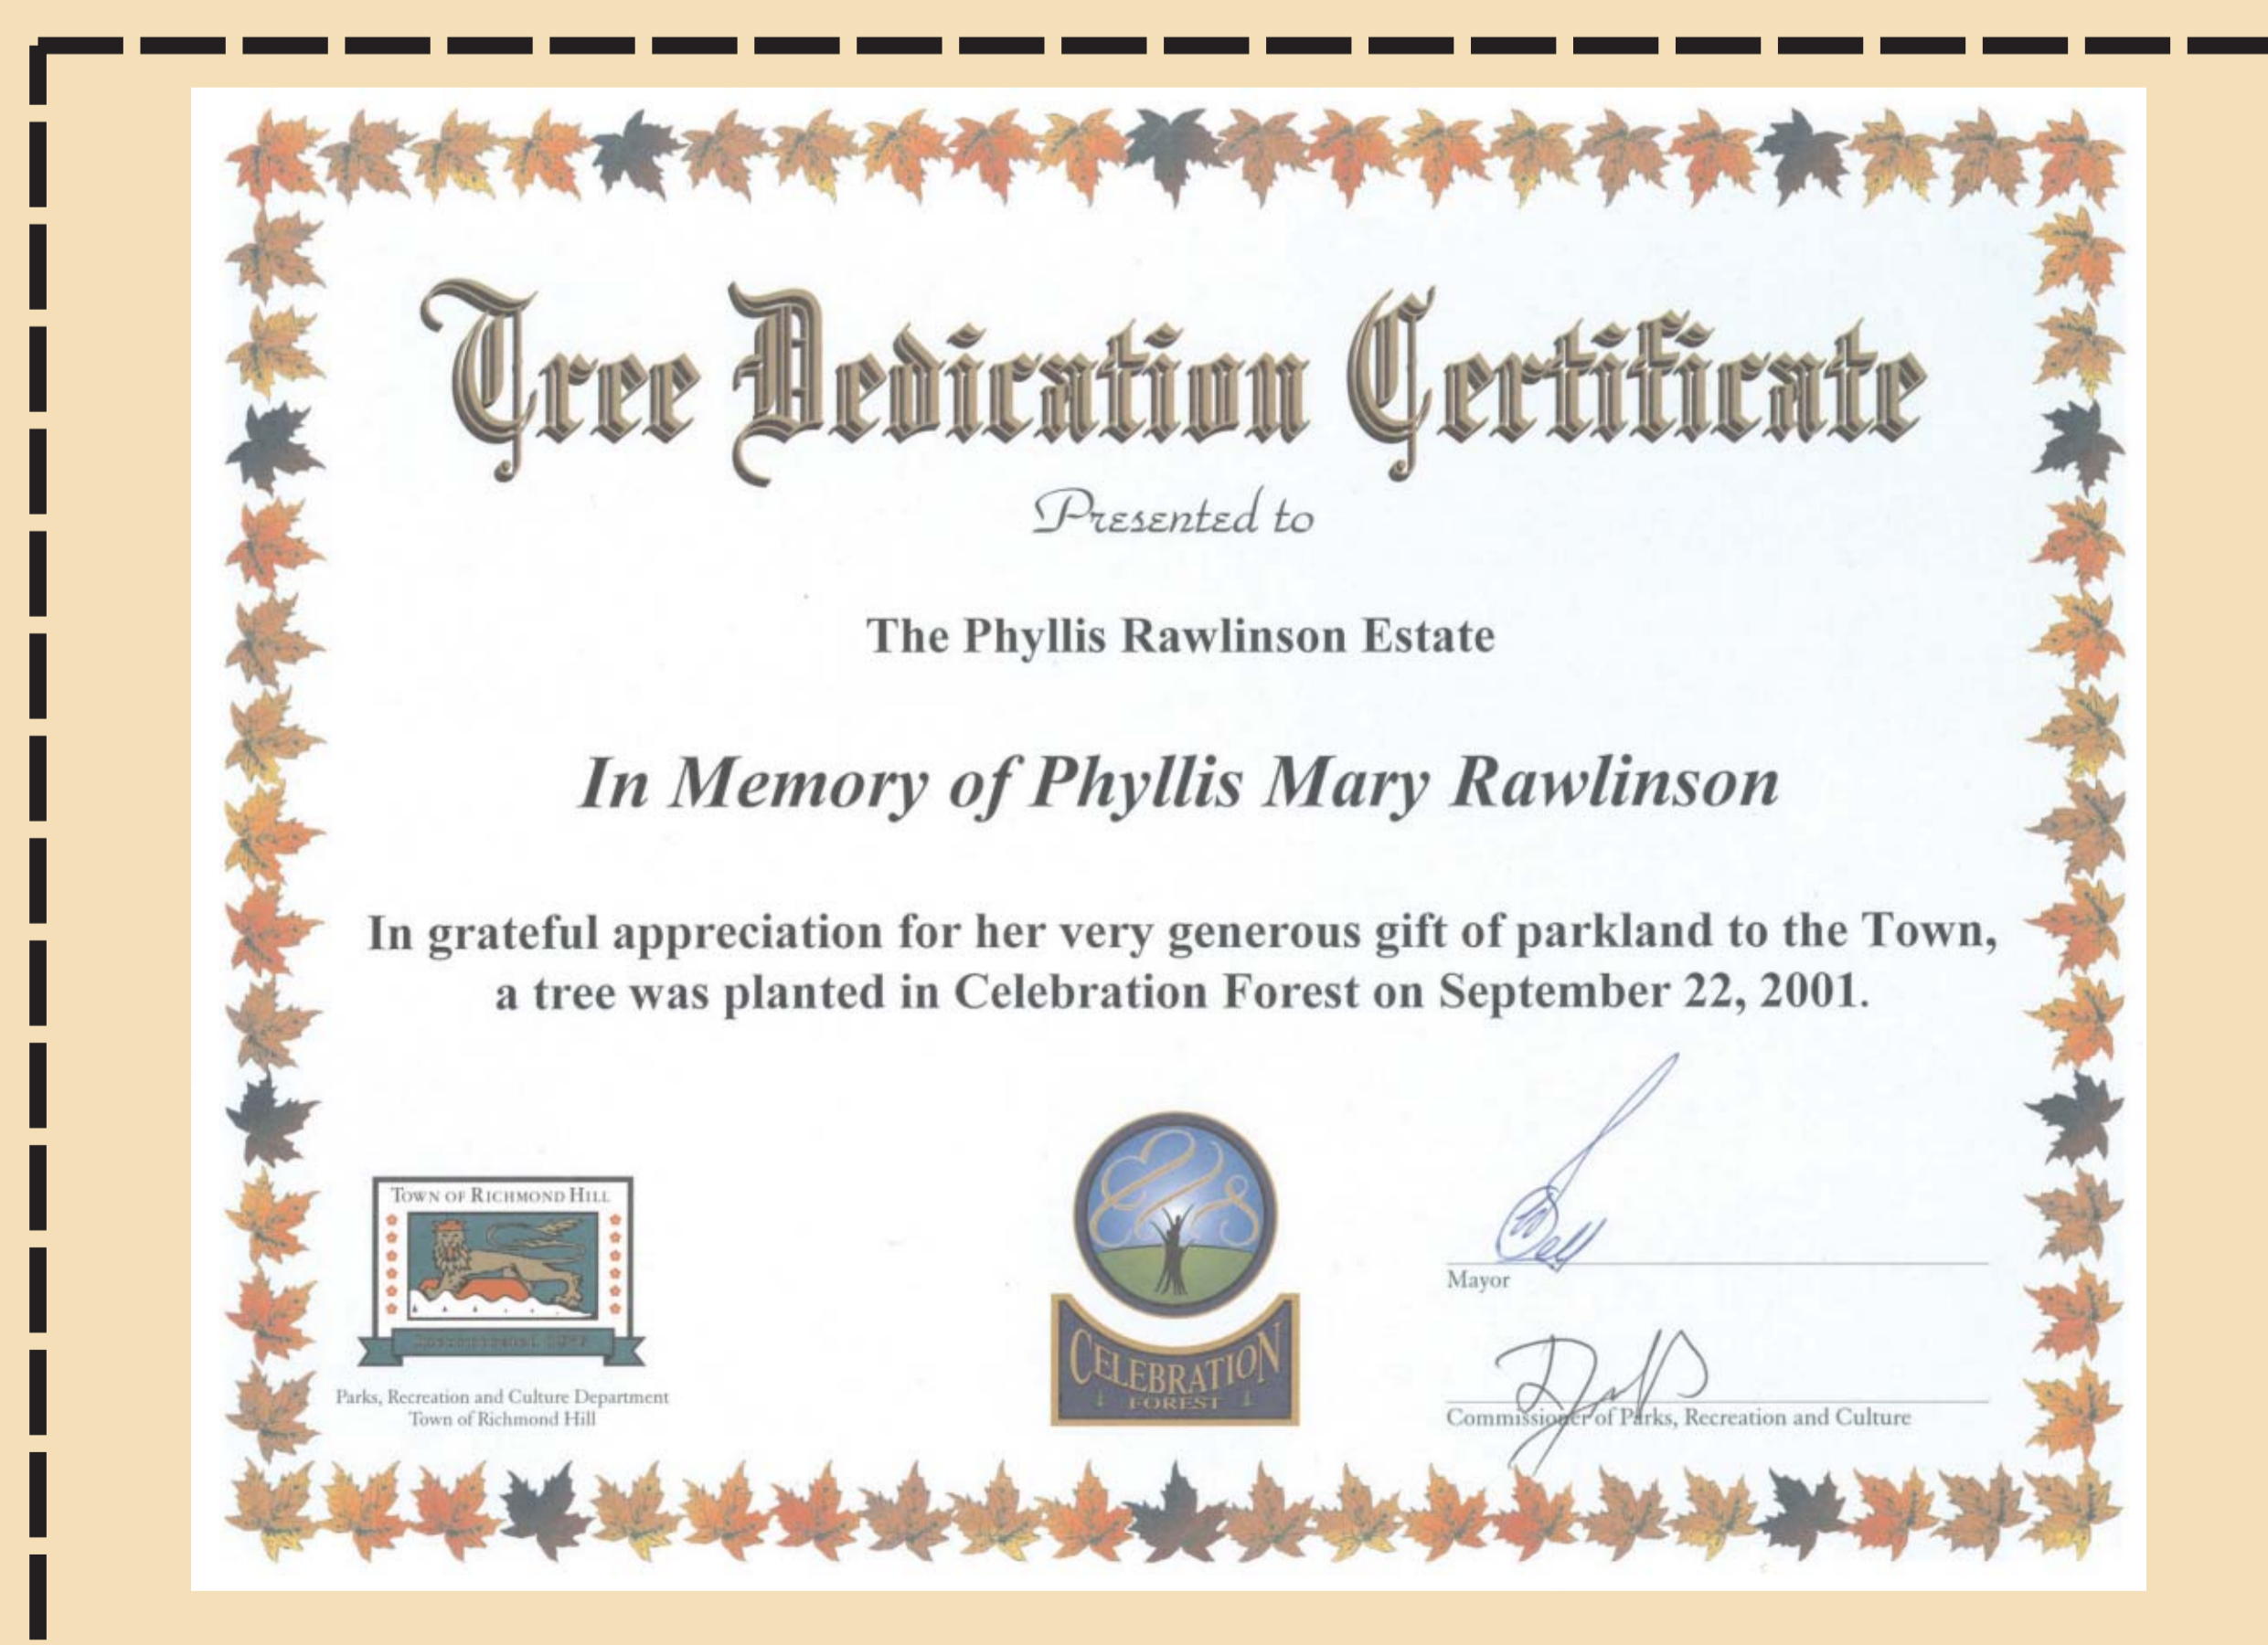 Tree Dedication Certificate
Presented to
The Phyllis Rawlinson Estate
In Memory of Phyllis Mary Rawlinson
In grateful appreciation for her very generous gift of parkland to the Town,
a tree was planted in Celebration Forest on September 22, 2001.
TOWN OF RICHMOND HILL
Parks, Recreation and Culture Department
Town of Richmond Hill
CELEBRATION
FOREST
Mayor
Commissioner of Parks, Recreation and Culture